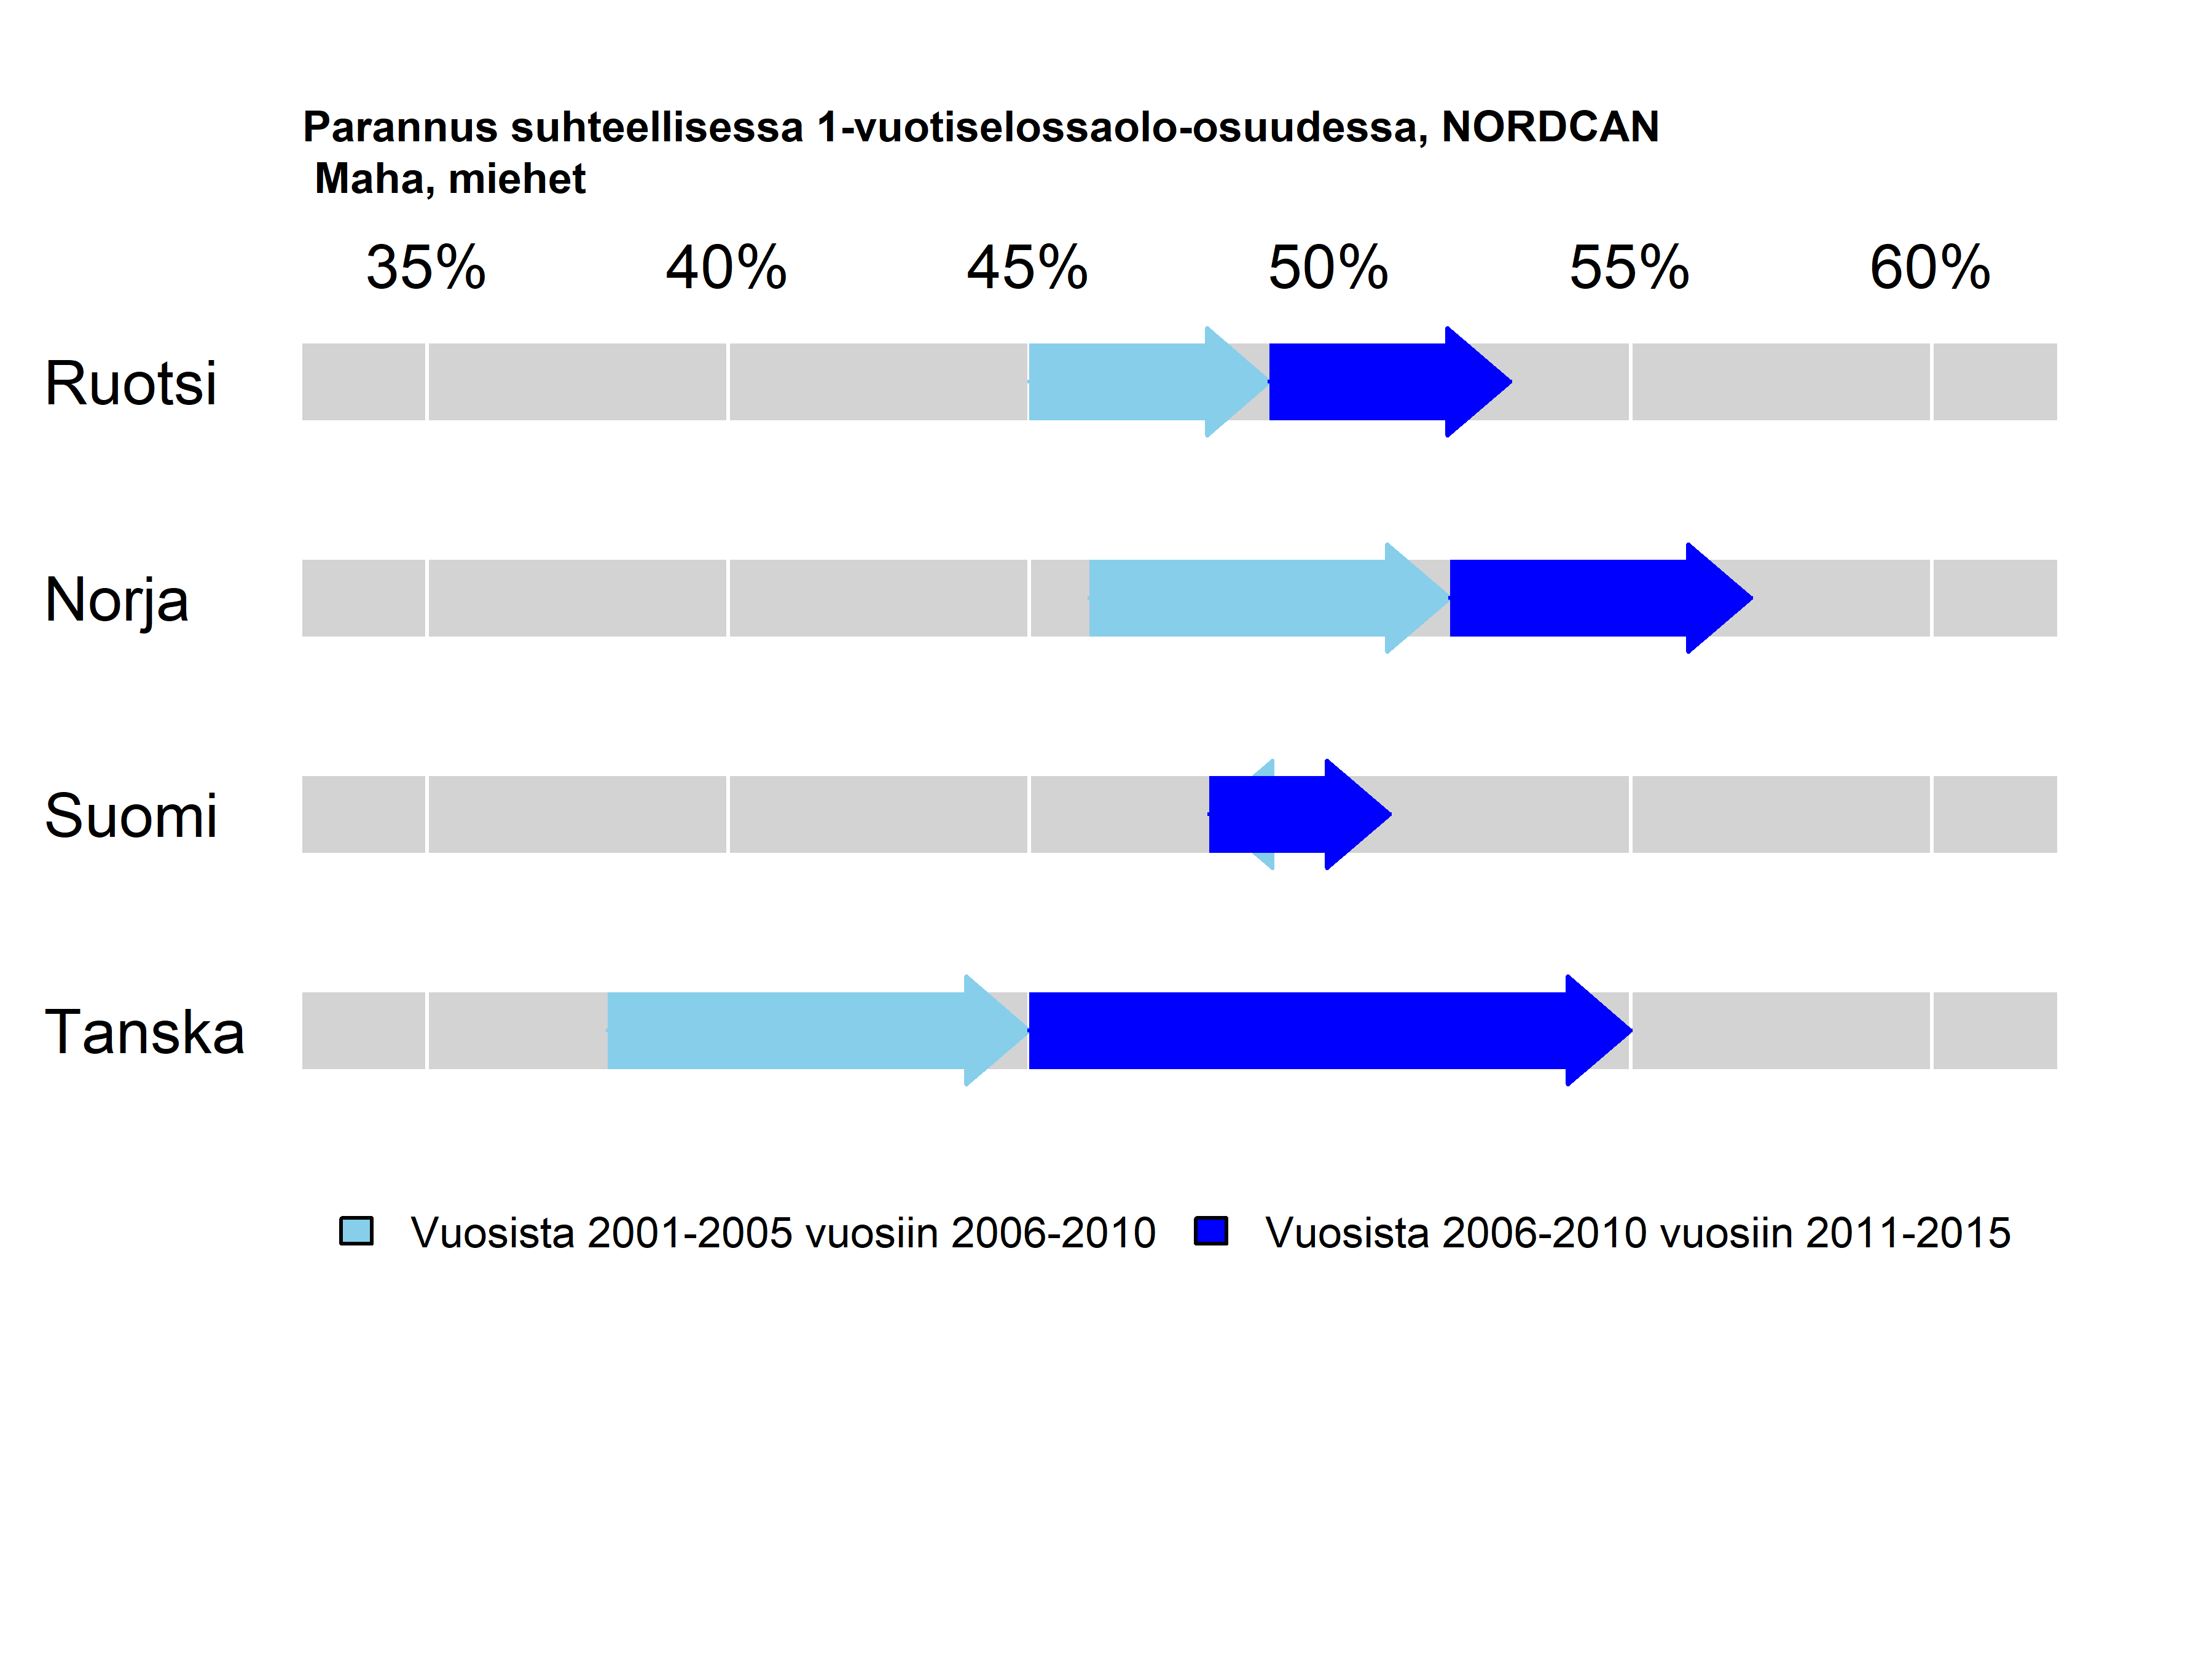 Parannus suhteellisessa 1-vuotiselossaolo-osuudessa, NORDCAN
Maha, miehet
35% 40% 45% 50% 55% 60%
Ruotsi
Norja
Suomi
Tanska
Vuosista 2001-2005 vuosiin 2006-2010 Vuosista 2006-2010 vuosiin 2011-2015